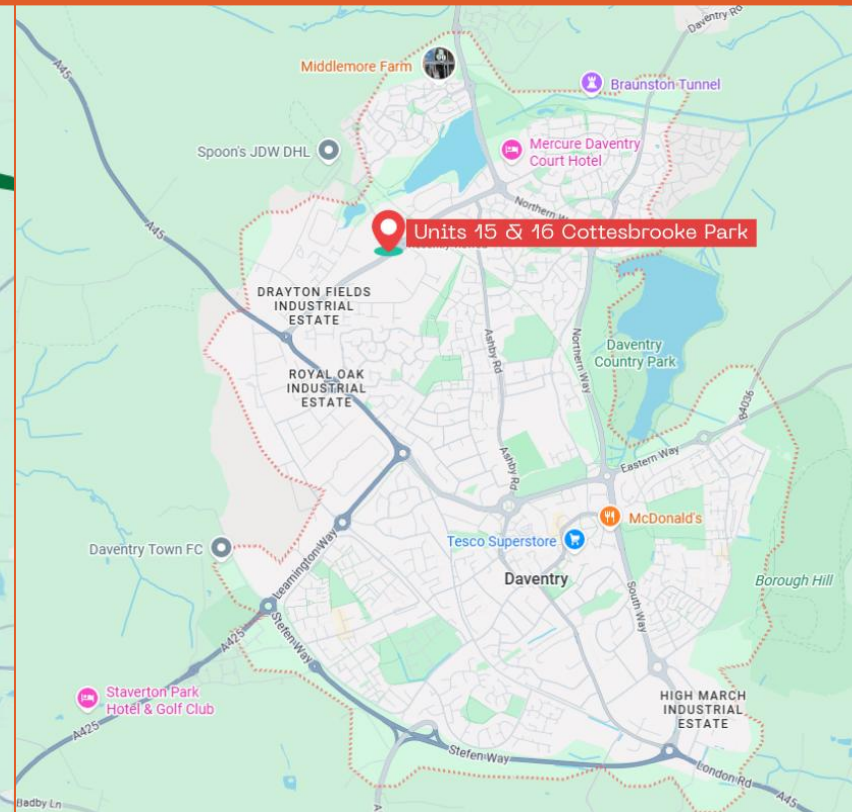 Daventry Rd
A45
Middlemore Farm
Braunston Tunnel
Spoon's JDW DHL
Mercure Daventry
Court Hotel
Northern W
Units 15 & 16 Cottesbrooke Park
A45
DRAYTON FIELDS
INDUSTRIAL
ESTATE
Ashby Rd
Northern Way
Daventry
Country Park
ROYAL OAK
INDUSTRIAL
ESTATE
B4036
Ashby Rd
Eastern Way
McDonald's
Tesco Superstore
Daventry Town FC
Leamington Way
Daventry
Borough Hill
South Way
A425
Stefen Way
Staverton Park
Hotel & Golf Club
HIGH MARCH
INDUSTRIAL
ESTATE
A425
Stefen Way
London Rd
A45
Badby Ln
A